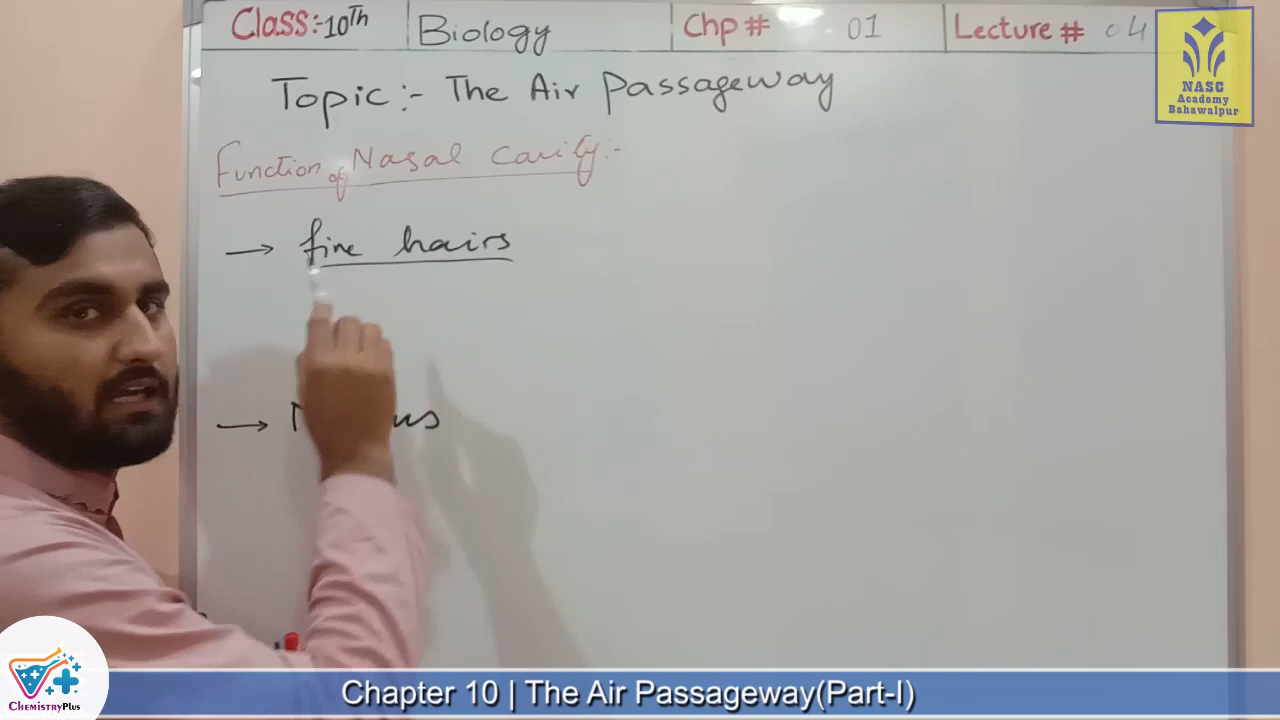 Class:-10Th Biology Chp # 01 Lecture # 04
NASC
Academy
Bahawalpur
Topic:- The Air Passageway
Function of Nasal Cavity:-
→ fine hairs
→
Chapter 10 | The Air Passageway(Part-I)
ChemistryPlus